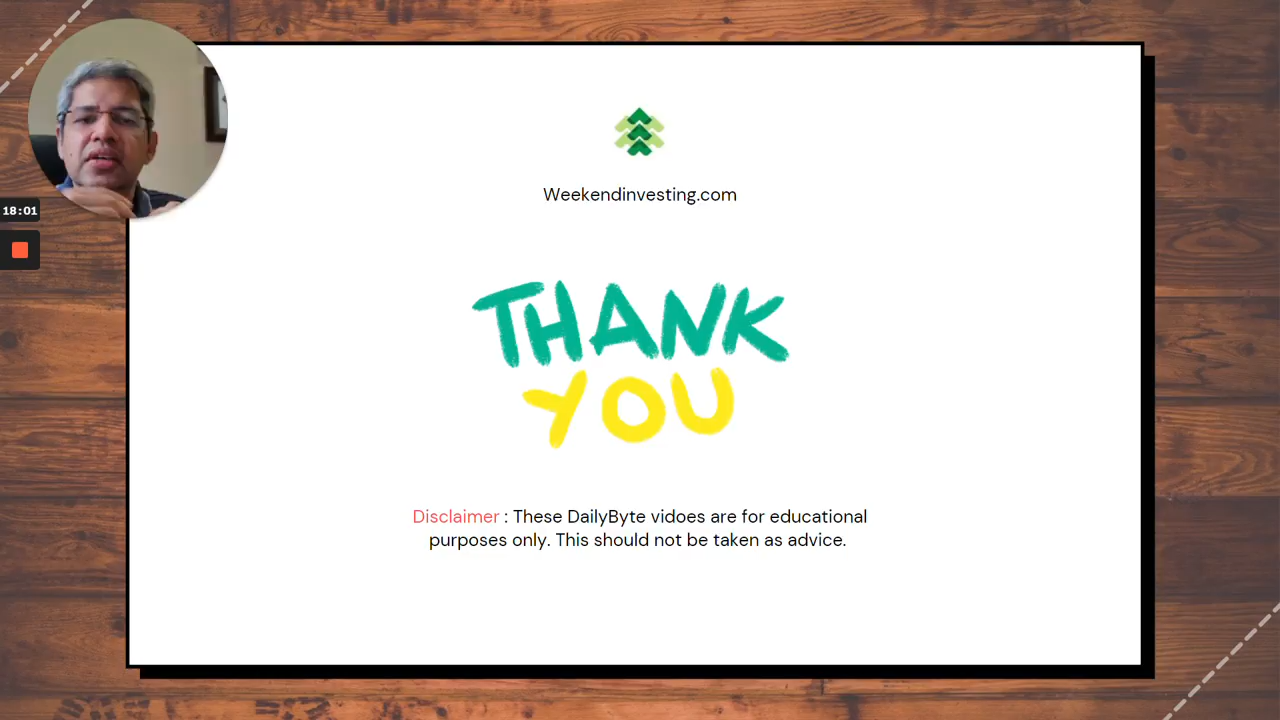 18:01
Weekendinvesting.com
THANK
YOU
Disclaimer : These DailyByte vidoes are for educational
purposes only. This should not be taken as advice.